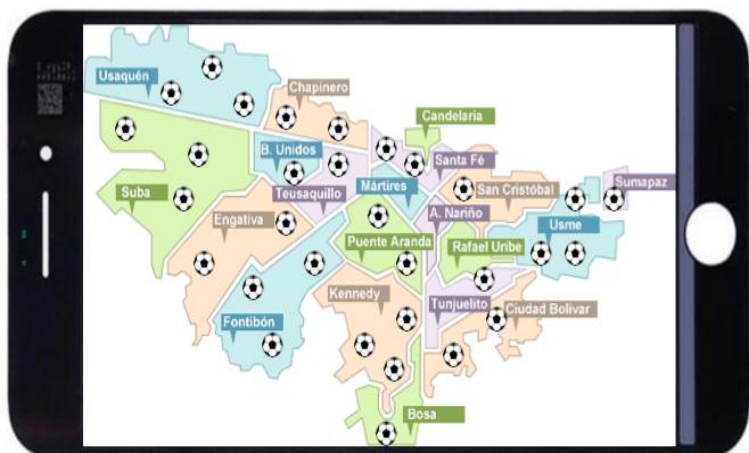 Usaquén
Chapinero
Candelaria
B. Unidos
Santa Fé
Suba
Teusaquillo
Mártires
San Cristóbal
Sumapaz
Engativa
A. Nariño
Puente Aranda
Rafael Uribe
Usme
Kennedy
Tunjuelito
Ciudad Bolivar
Fontibón
Bosa